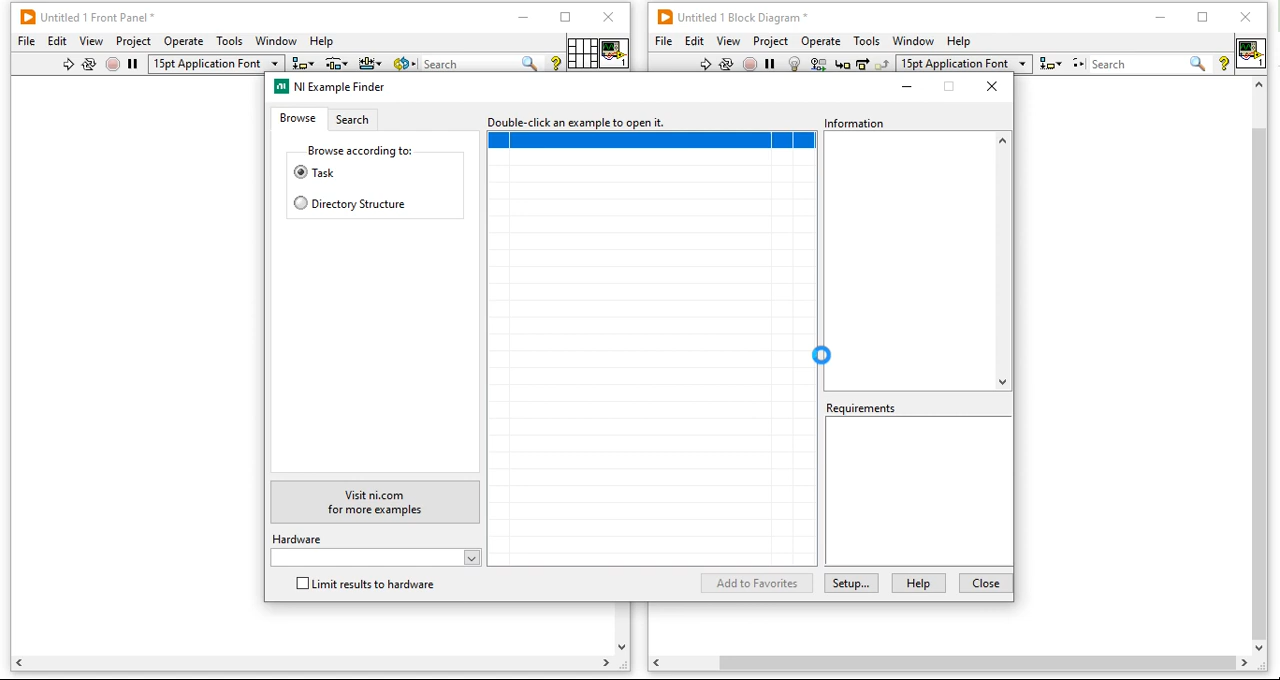 Untitled 1 Front Panel *
File Edit View Project Operate Tools Window Help
15pt Application Font Search ?
1
Untitled 1 Block Diagram *
File Edit View Project Operate Tools Window Help
15pt Application Font Search ?
1
NI Example Finder
Browse Search
Browse according to:
Task
Directory Structure
Visit ni.com
for more examples
Hardware
Limit results to hardware
Double-click an example to open it.
Information
Requirements
Add to Favorites Setup... Help Close